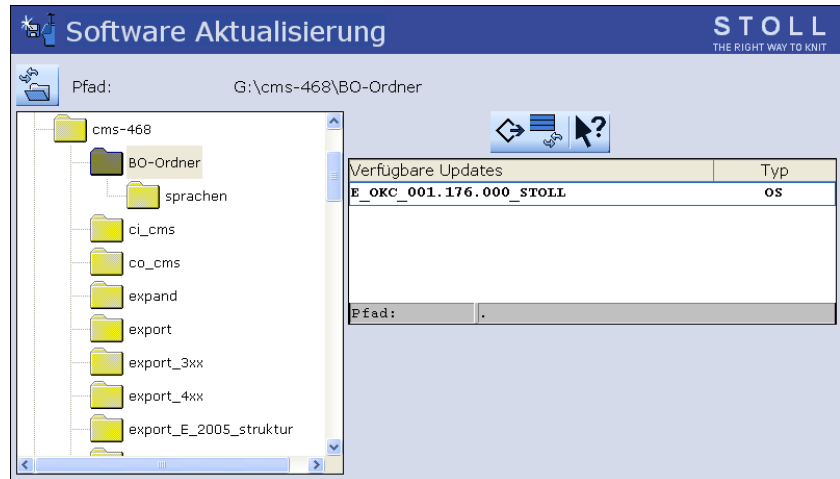 Software Aktualisierung
STOLL
THE RIGHT WAY TO KNIT
Pfad: G:\cms-468\BO-Ordner
cms-468
BO-Ordner
sprachen
ci_cms
co_cms
expand
export
export_3xx
export_4xx
export_E_2005_struktur
?
Verfügbare Updates Typ
E_OKC_001.176.000_STOLL OS
Pfad: .